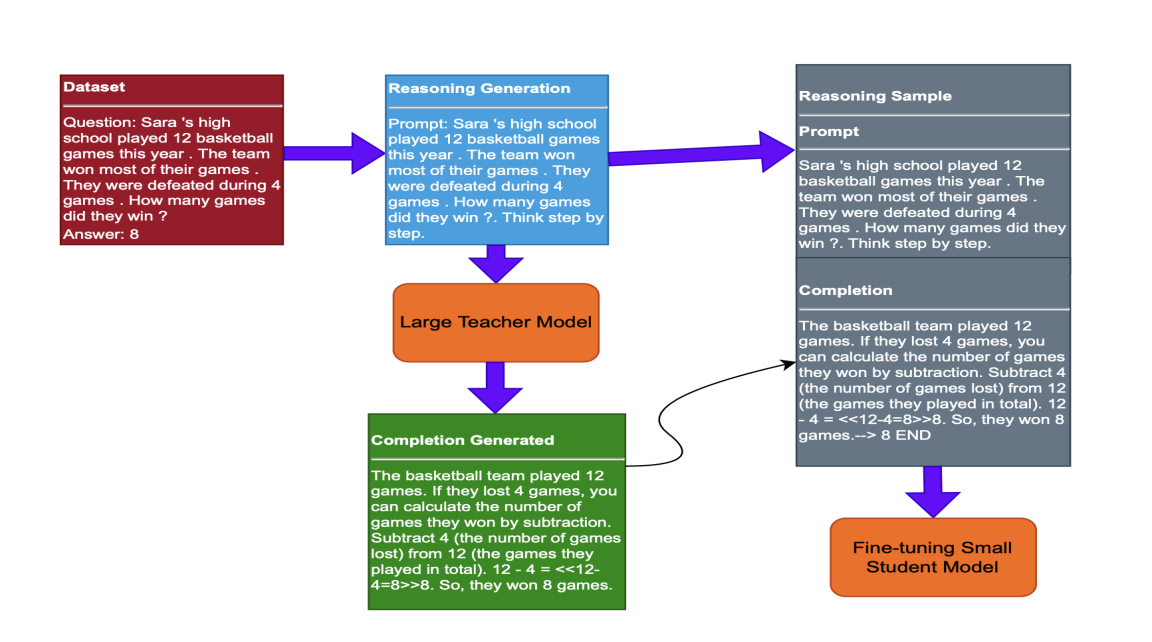 Dataset
Question: Sara 's high
school played 12 basketball
games this year . The team
won most of their games .
They were defeated during 4
games . How many games
did they win ?
Answer: 8
Reasoning Generation
Prompt: Sara 's high school
played 12 basketball games
this year . The team won
most of their games . They
were defeated during 4
games . How many games
did they win ?. Think step by
step.
Large Teacher Model
Completion Generated
The basketball team played 12
games. If they lost 4 games, you
can calculate the number of
games they won by subtraction.
Subtract 4 (the number of games
lost) from 12 (the games they
played in total). 12 - 4 = <<12-
4=8>>8. So, they won 8 games.
Reasoning Sample
Prompt
Sara 's high school played 12
basketball games this year . The
team won most of their games .
They were defeated during 4
games . How many games did they
win ?. Think step by step.
Completion
The basketball team played 12
games. If they lost 4 games, you
can calculate the number of games
they won by subtraction. Subtract 4
(the number of games lost) from 12
(the games they played in total). 12
- 4 = <<12-4=8>>8. So, they won 8
games.--> 8 END
Fine-tuning Small
Student Model